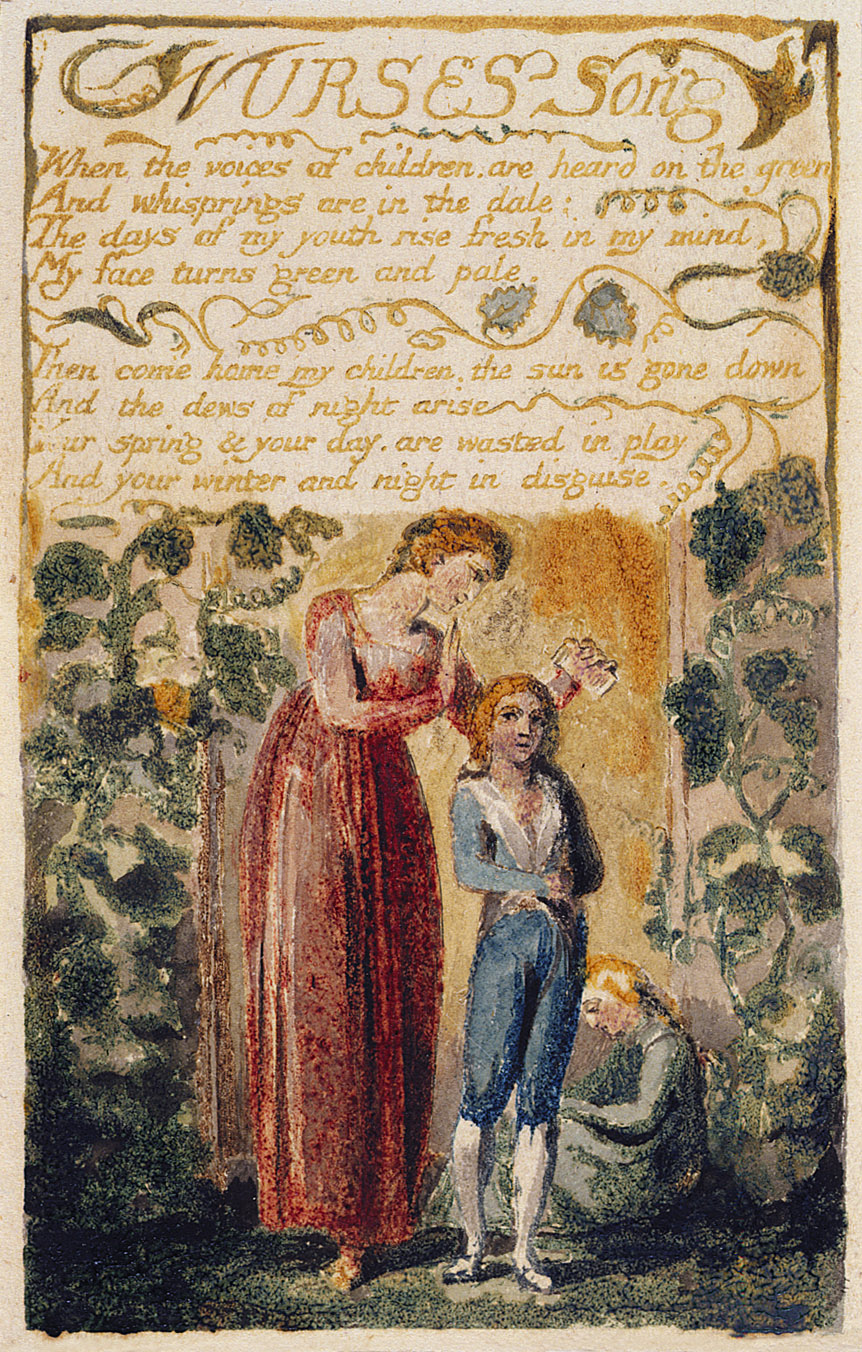 NURSES Song
When the voices of children. are heard on the green
And whisprings are in the dale:
The days of my youth rise fresh in my mind,
My face turns green and pale.
Then come home my children, the sun is gone down
And the dews of night arise
Your spring & your day. are wasted in play
And your winter and night in disguise.